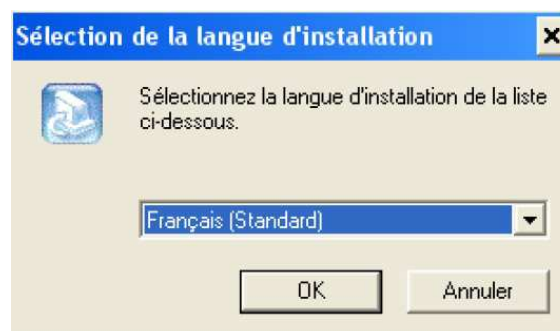 Sélection de la langue d'installation
Sélectionnez la langue d'installation de la liste
ci-dessous.
Français (Standard)
OK
Annuler